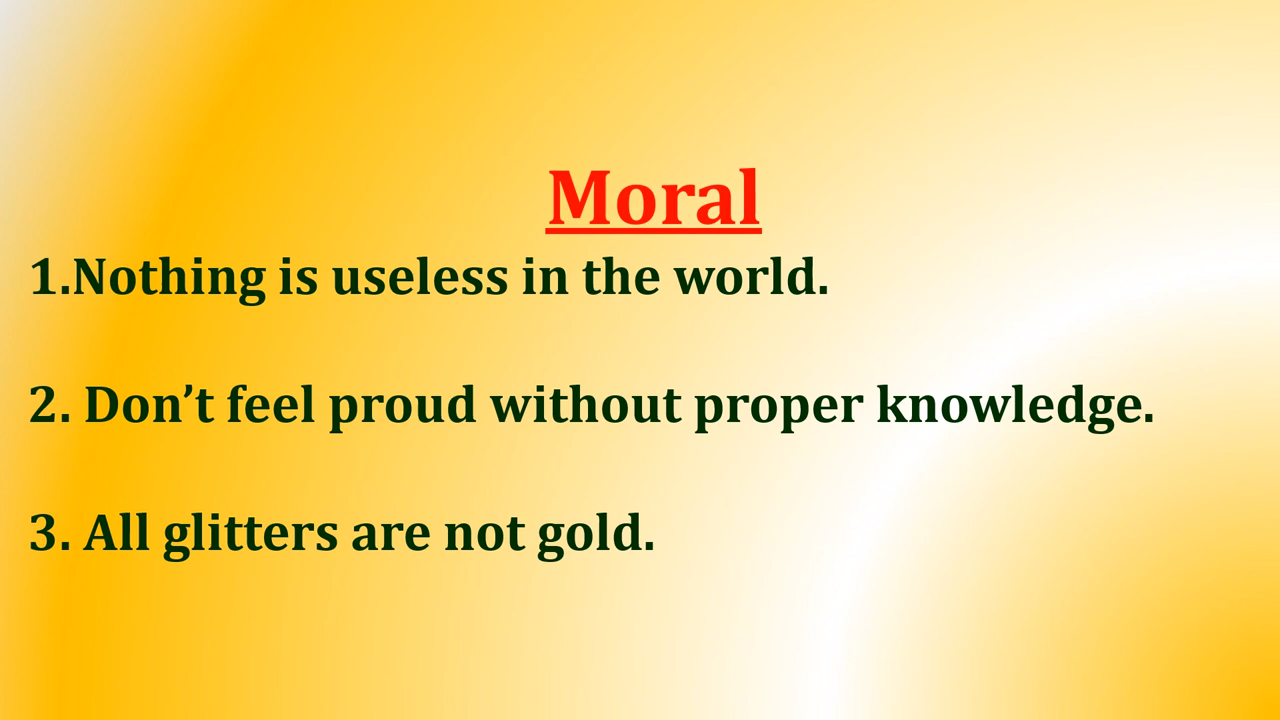 Moral
1.Nothing is useless in the world.
2. Don’t feel proud without proper knowledge.
3. All glitters are not gold.